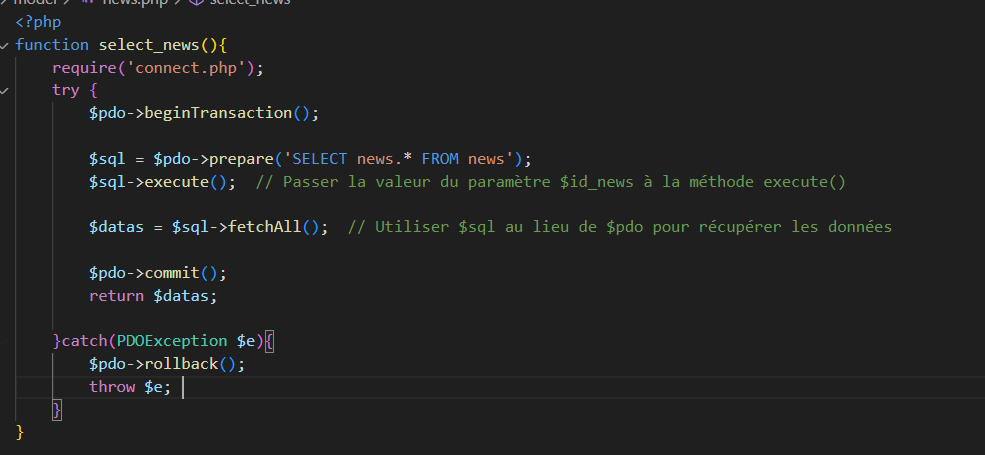 model > news.php > select_news
<?php
function select_news(){
    require('connect.php');
    try {
        $pdo->beginTransaction();
        $sql = $pdo->prepare('SELECT news.* FROM news');
        $sql->execute();  // Passer la valeur du paramètre $id_news à la méthode execute()
        $datas = $sql->fetchAll();  // Utiliser $sql au lieu de $pdo pour récupérer les données
        $pdo->commit();
        return $datas;
    }catch(PDOException $e){
        $pdo->rollback();
        throw $e;
    }
}